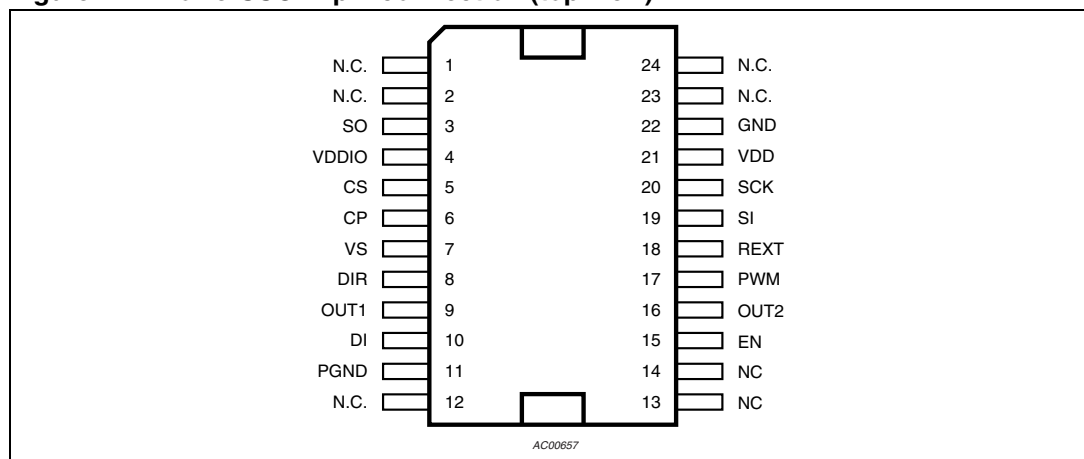 N.C. 1 24 N.C.
N.C. 2 23 N.C.
SO 3 22 GND
VDDIO 4 21 VDD
CS 5 20 SCK
CP 6 19 SI
VS 7 18 REXT
DIR 8 17 PWM
OUT1 9 16 OUT2
DI 10 15 EN
PGND 11 14 NC
N.C. 12 13 NC
AC00657